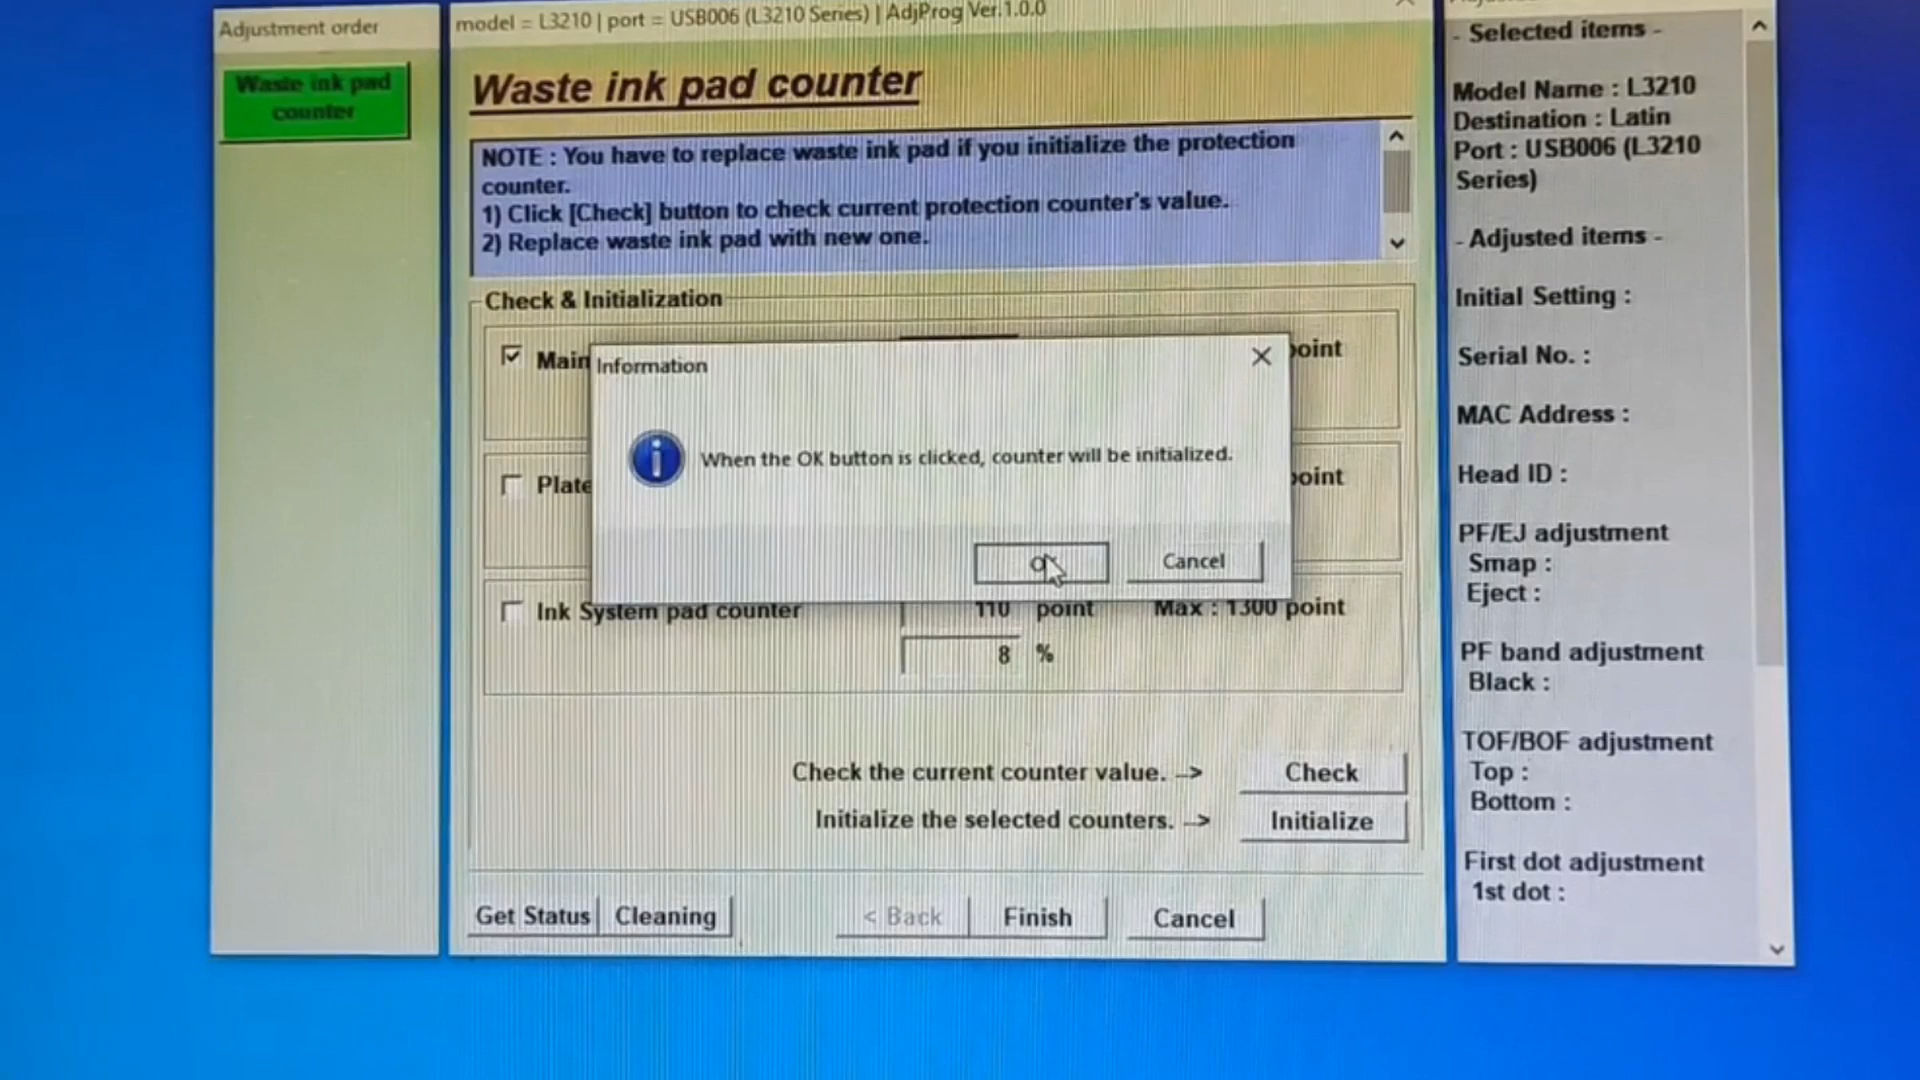 Adjustment order
Waste ink pad
counter
model = L3210 | port = USB006 (L3210 Series) | AdjProg Ver.1.0.0
Waste ink pad counter
NOTE : You have to replace waste ink pad if you initialize the protection
counter.
1) Click [Check] button to check current protection counter's value.
2) Replace waste ink pad with new one.
Check & Initialization
Main
point
Information
When the OK button is clicked, counter will be initialized.
Cancel
Plate
point
Ink System pad counter 110 point Max : 1300 point
8 %
Check the current counter value. --> Check
Initialize the selected counters. --> Initialize
Get Status Cleaning < Back Finish Cancel
- Selected items -
Model Name : L3210
Destination : Latin
Port : USB006 (L3210
Series)
- Adjusted items -
Initial Setting :
Serial No. :
MAC Address :
Head ID :
PF/EJ adjustment
Smap :
Eject :
PF band adjustment
Black :
TOF/BOF adjustment
Top :
Bottom :
First dot adjustment
1st dot :